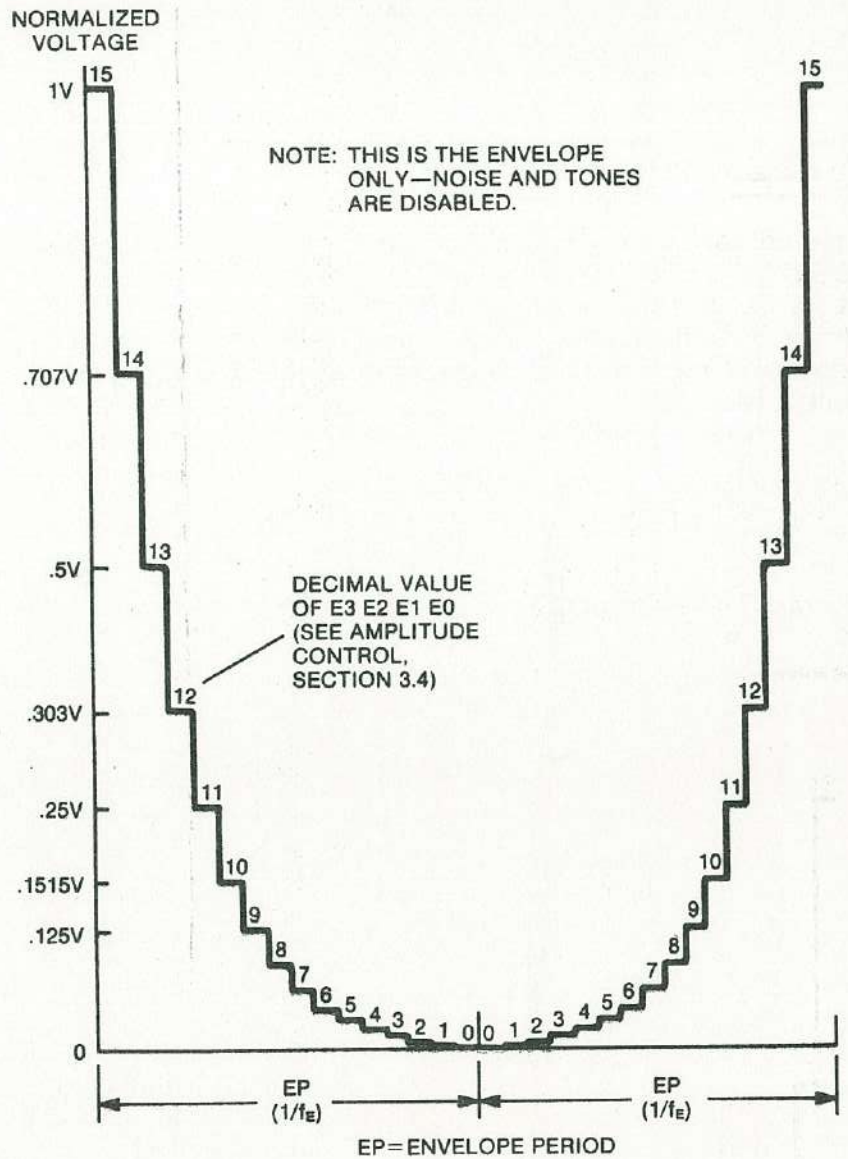 NORMALIZED
VOLTAGE
15
15
1V
NOTE: THIS IS THE ENVELOPE
ONLY—NOISE AND TONES
ARE DISABLED.
14
14
.707V
13
13
.5V
DECIMAL VALUE
OF E3 E2 E1 E0
(SEE AMPLITUDE
CONTROL,
SECTION 3.4)
12
12
.303V
11
11
.25V
10
10
.1515V
9
9
.125V
8
8
7
7
6
6
5
5
4
4
3
3
2
2
1
1
0
0
0
EP
(1/fE)
EP
(1/fE)
EP=ENVELOPE PERIOD